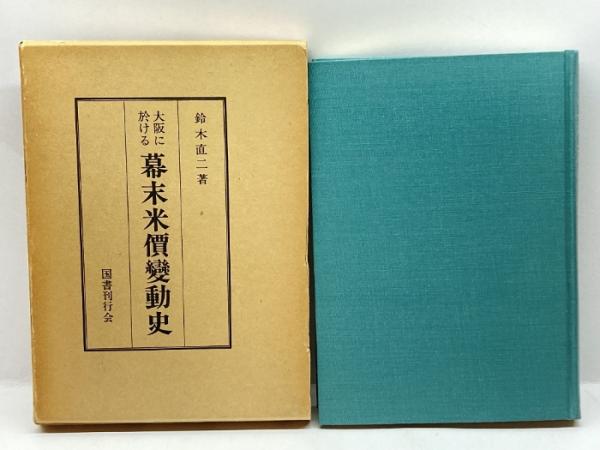 鈴木直二著
大阪に
於ける
幕末米價變動史
国書刊行会